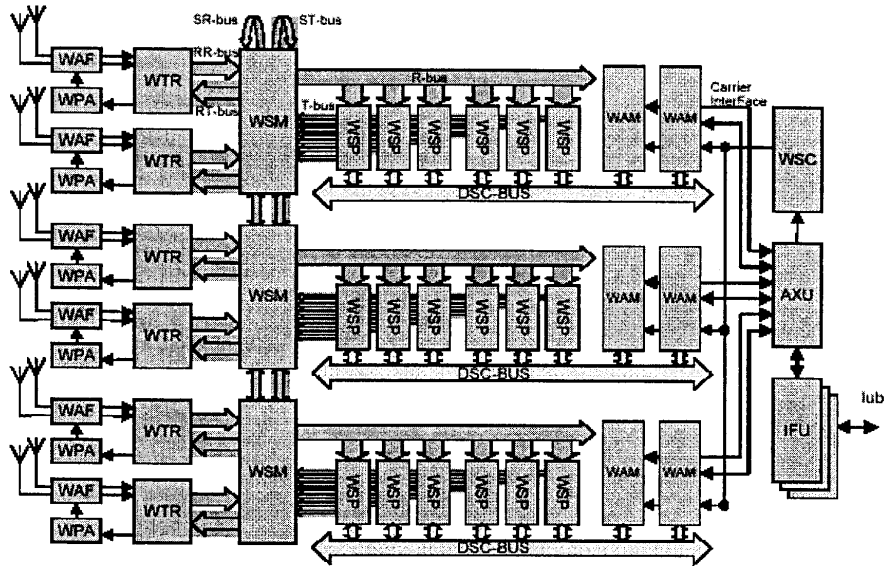 SR-bus ST-bus
WAF RR-bus
WTR R-bus WAM WAM Carrier Interface
WPA RT-bus T-bus
WSM WSP WSP WSP WSP WSP WSP WSC
WAF
WTR
WPA DSC-BUS
WAF
WTR WAM WAM AXU
WPA
WSM WSP WSP WSP WSP WSP WSP
WAF
WTR
WPA DSC-BUS
WAF Iub
WTR IFU
WPA WAM WAM
WSM WSP WSP WSP WSP WSP WSP
WAF
WTR
WPA DSC-BUS